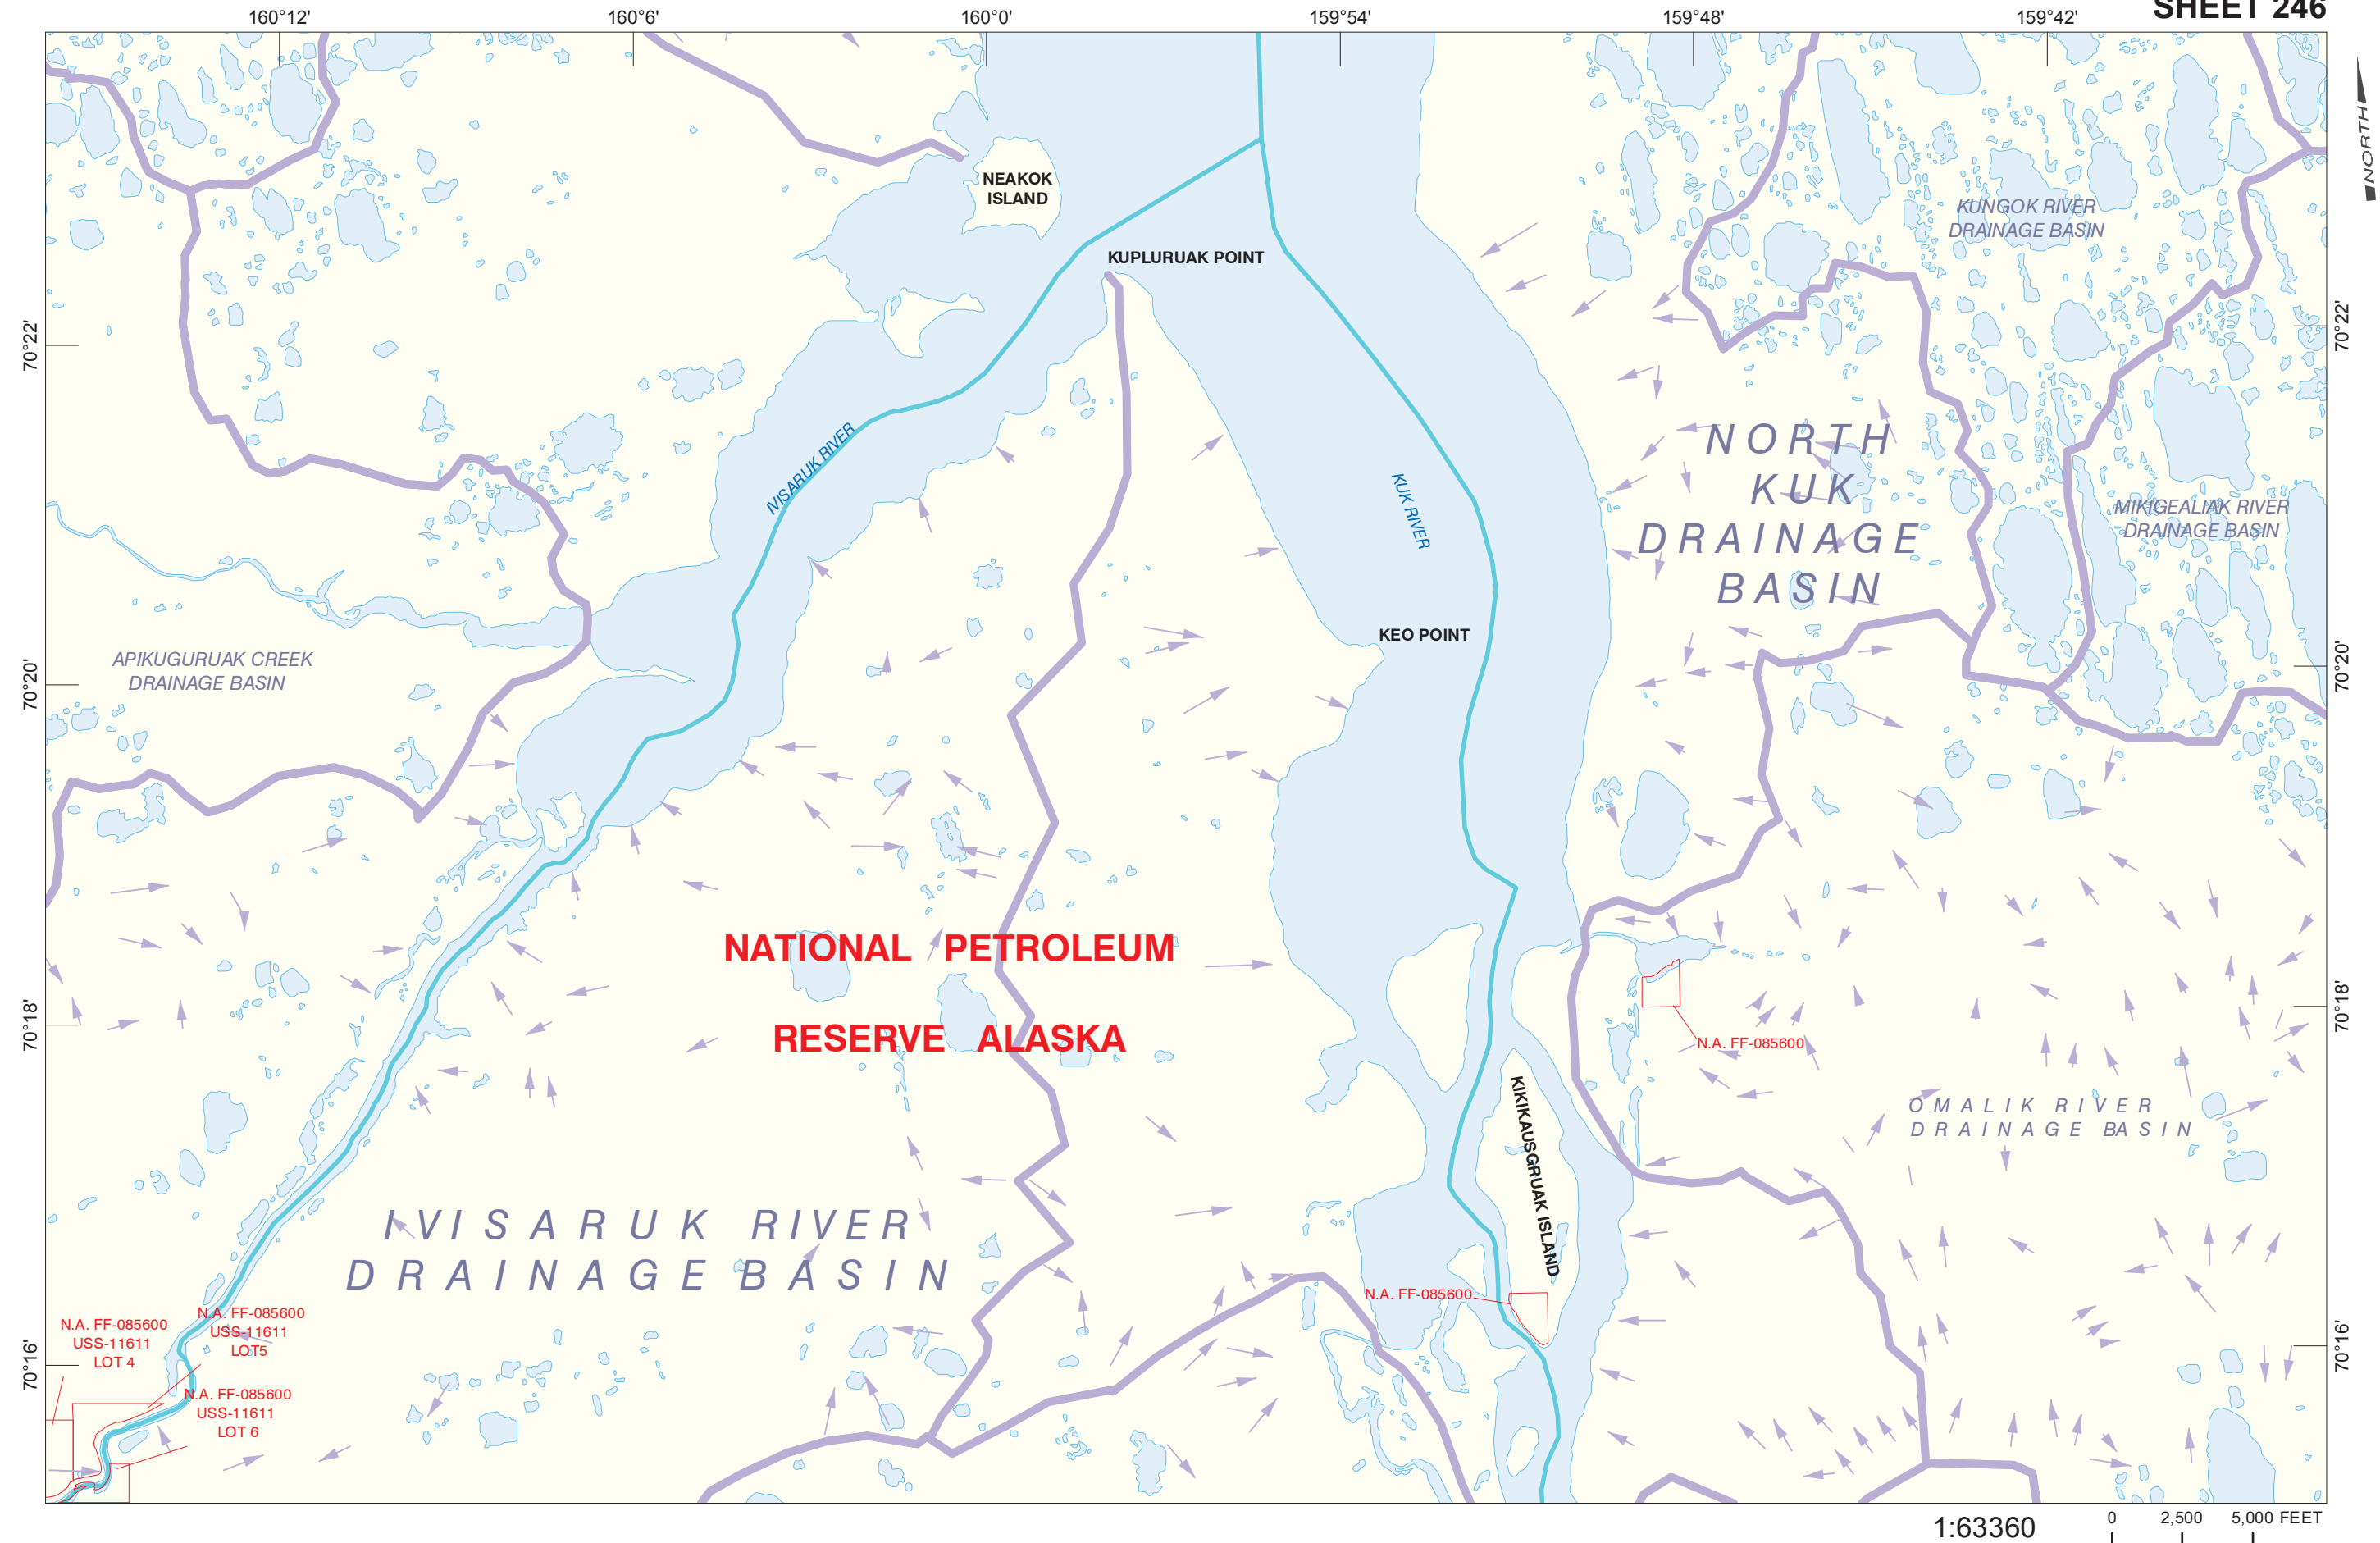 SHEET 246
160°12'
160°6'
160°0'
159°54'
159°48'
159°42'
NORTH
NEAKOK
ISLAND
KUPLURUAK POINT
KUNGOK RIVER
DRAINAGE BASIN
70°22'
70°22'
IVISARUK RIVER
KUK RIVER
NORTH
KUK
DRAINAGE
BASIN
MIKIGEALIAK RIVER
DRAINAGE BASIN
KEO POINT
APIKUGURUAK CREEK
DRAINAGE BASIN
70°20'
70°20'
NATIONAL PETROLEUM
RESERVE ALASKA
70°18'
70°18'
N.A. FF-085600
KIKIKAUSGRUAK ISLAND
OMALIK RIVER
DRAINAGE BASIN
IVISARUK RIVER
DRAINAGE BASIN
N.A. FF-085600
N.A. FF-085600
USS-11611
LOT5
N.A. FF-085600
USS-11611
LOT 4
70°16'
70°16'
N.A. FF-085600
USS-11611
LOT 6
1:63360
0 2,500 5,000 FEET